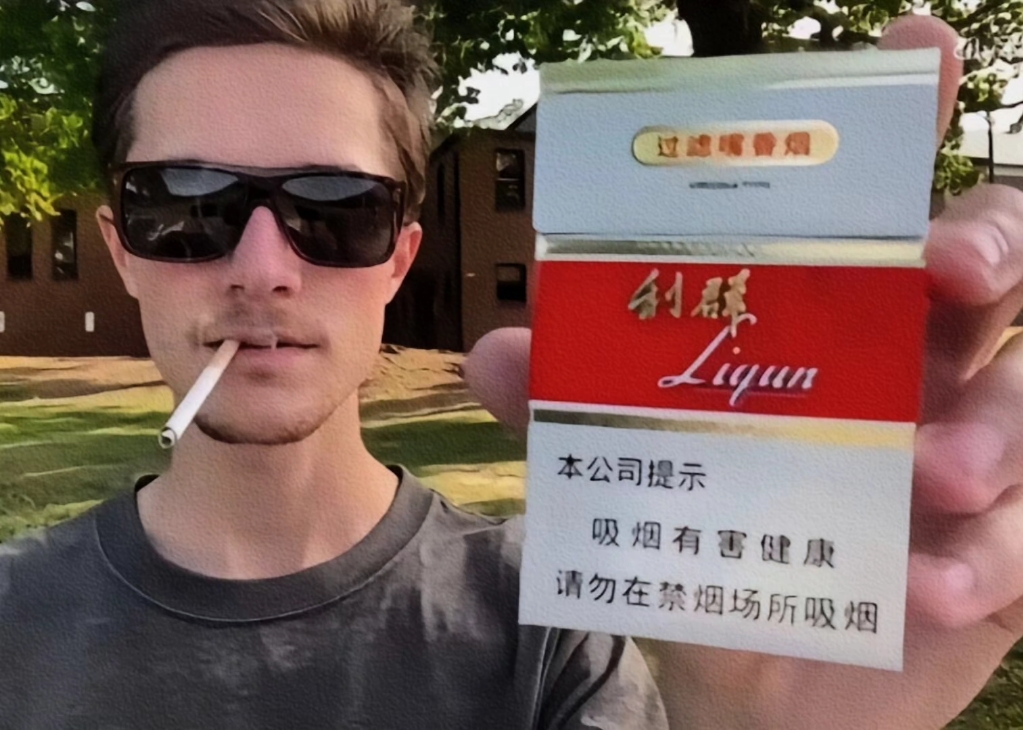 过滤嘴香烟
利群
Liqun
本公司提示
吸烟有害健康
请勿在禁烟场所吸烟